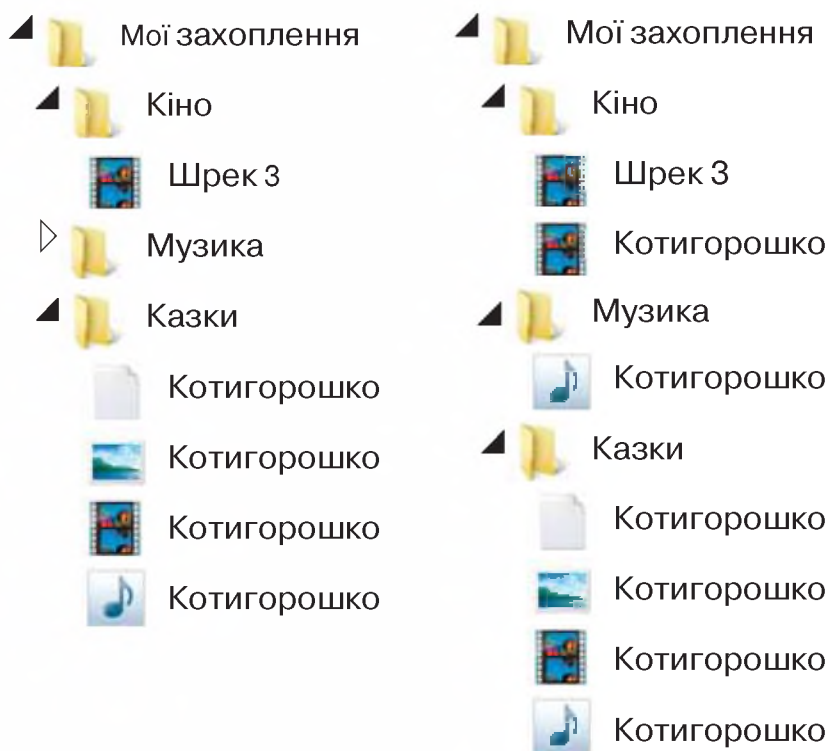 Мої захоплення
Кіно
Шрек 3
Музика
Казки
Котигорошко
Котигорошко
Котигорошко
Котигорошко
Мої захоплення
Кіно
Шрек 3
Котигорошко
Музика
Котигорошко
Казки
Котигорошко
Котигорошко
Котигорошко
Котигорошко